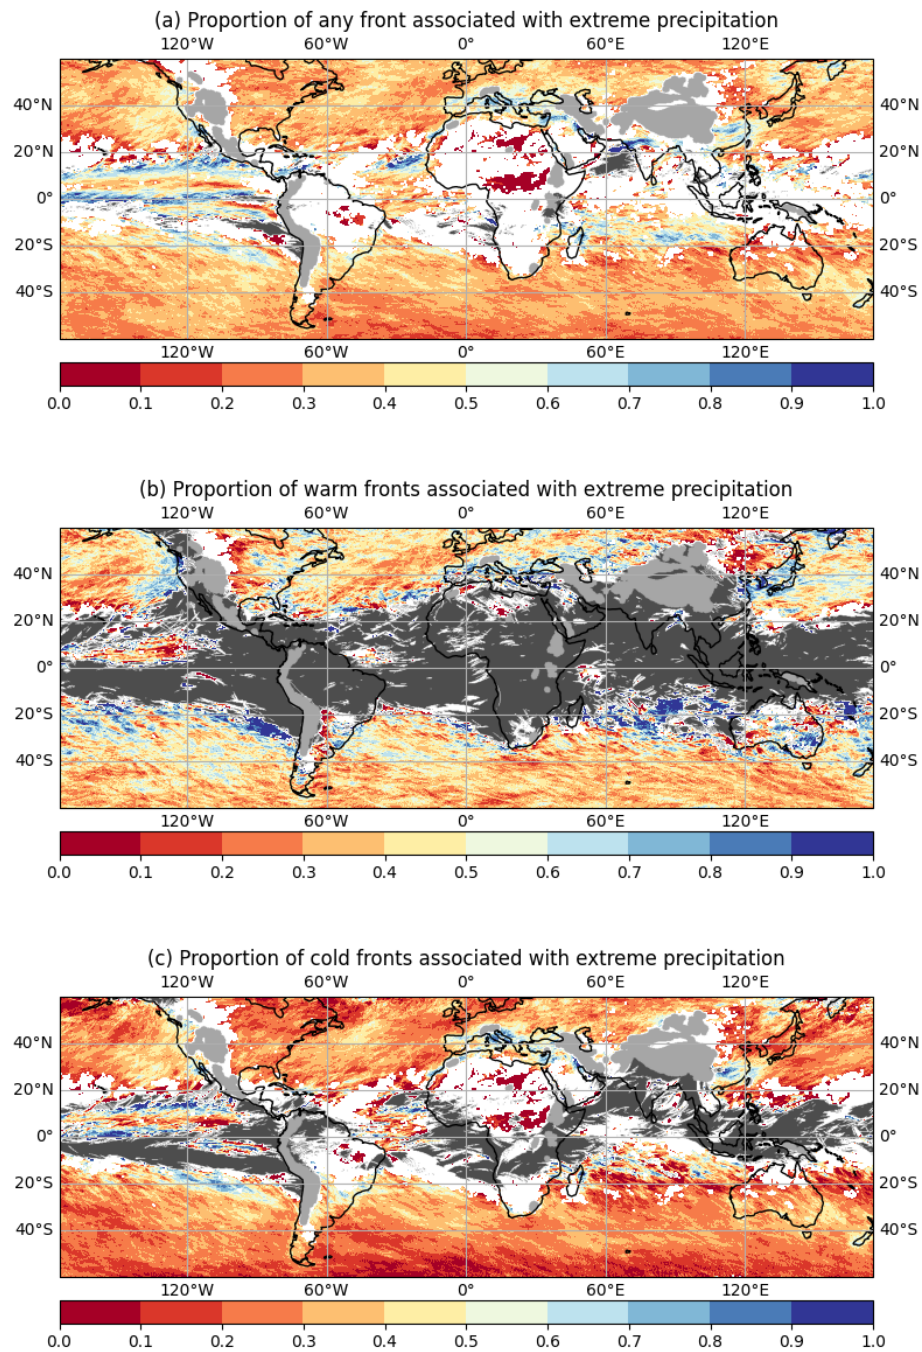 (a) Proportion of any front associated with extreme precipitation
120°W 60°W 0° 60°E 120°E
40°N 40°N
20°N 20°N
0° 0°
20°S 20°S
40°S 40°S
120°W 60°W 0° 60°E 120°E
0.0 0.1 0.2 0.3 0.4 0.5 0.6 0.7 0.8 0.9 1.0
(b) Proportion of warm fronts associated with extreme precipitation
120°W 60°W 0° 60°E 120°E
40°N 40°N
20°N 20°N
0° 0°
20°S 20°S
40°S 40°S
120°W 60°W 0° 60°E 120°E
0.0 0.1 0.2 0.3 0.4 0.5 0.6 0.7 0.8 0.9 1.0
(c) Proportion of cold fronts associated with extreme precipitation
120°W 60°W 0° 60°E 120°E
40°N 40°N
20°N 20°N
0° 0°
20°S 20°S
40°S 40°S
120°W 60°W 0° 60°E 120°E
0.0 0.1 0.2 0.3 0.4 0.5 0.6 0.7 0.8 0.9 1.0